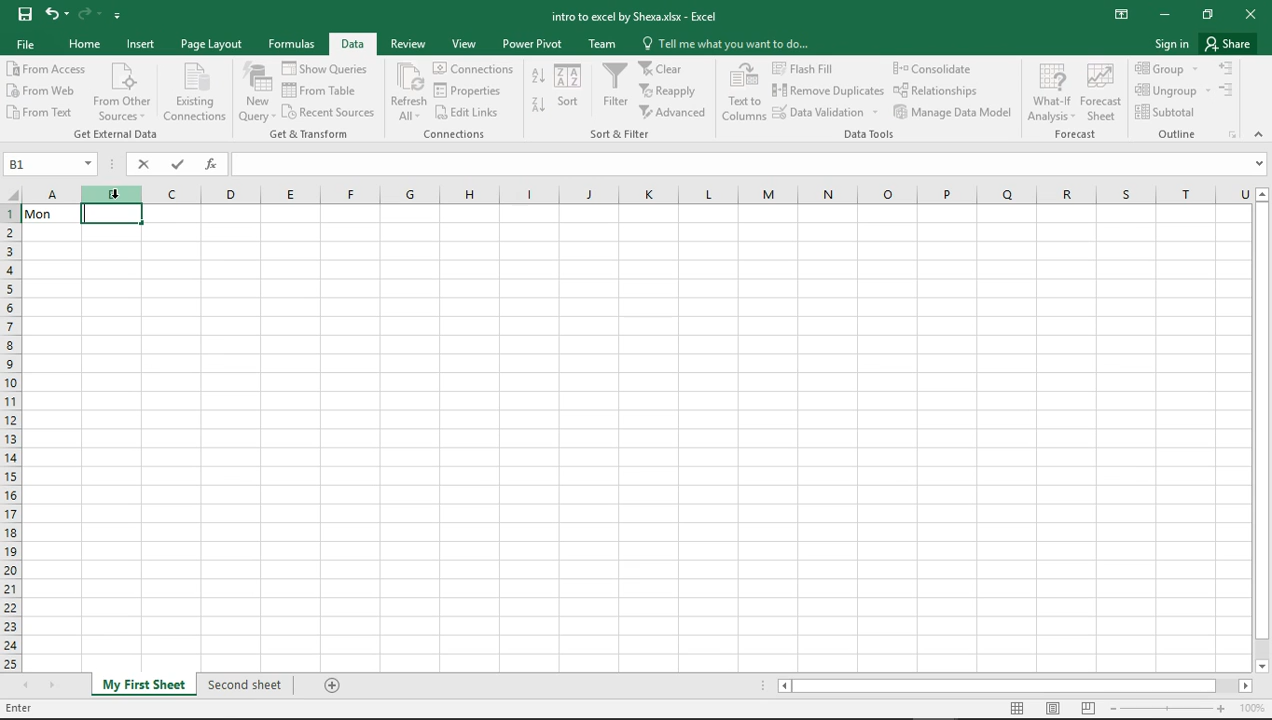 intro to excel by Shexa.xlsx - Excel
File Home Insert Page Layout Formulas Data Review View Power Pivot Team Tell me what you want to do... Sign in Share
From Access
From Web
From Text
From Other Sources
Existing Connections
Get External Data
New Query
Show Queries
From Table
Recent Sources
Get & Transform
Refresh All
Connections
Properties
Edit Links
Connections
Sort
Filter
Clear
Reapply
Advanced
Sort & Filter
Text to Columns
Flash Fill
Remove Duplicates
Data Validation
Consolidate
Relationships
Manage Data Model
Data Tools
What-If Analysis
Forecast Sheet
Forecast
Group
Ungroup
Subtotal
Outline
B1 fx
A C D E F G H I J K L M N O P Q R S T U
1 Mon
2
3
4
5
6
7
8
9
10
11
12
13
14
15
16
17
18
19
20
21
22
23
24
25
My First Sheet Second sheet
Enter 100%